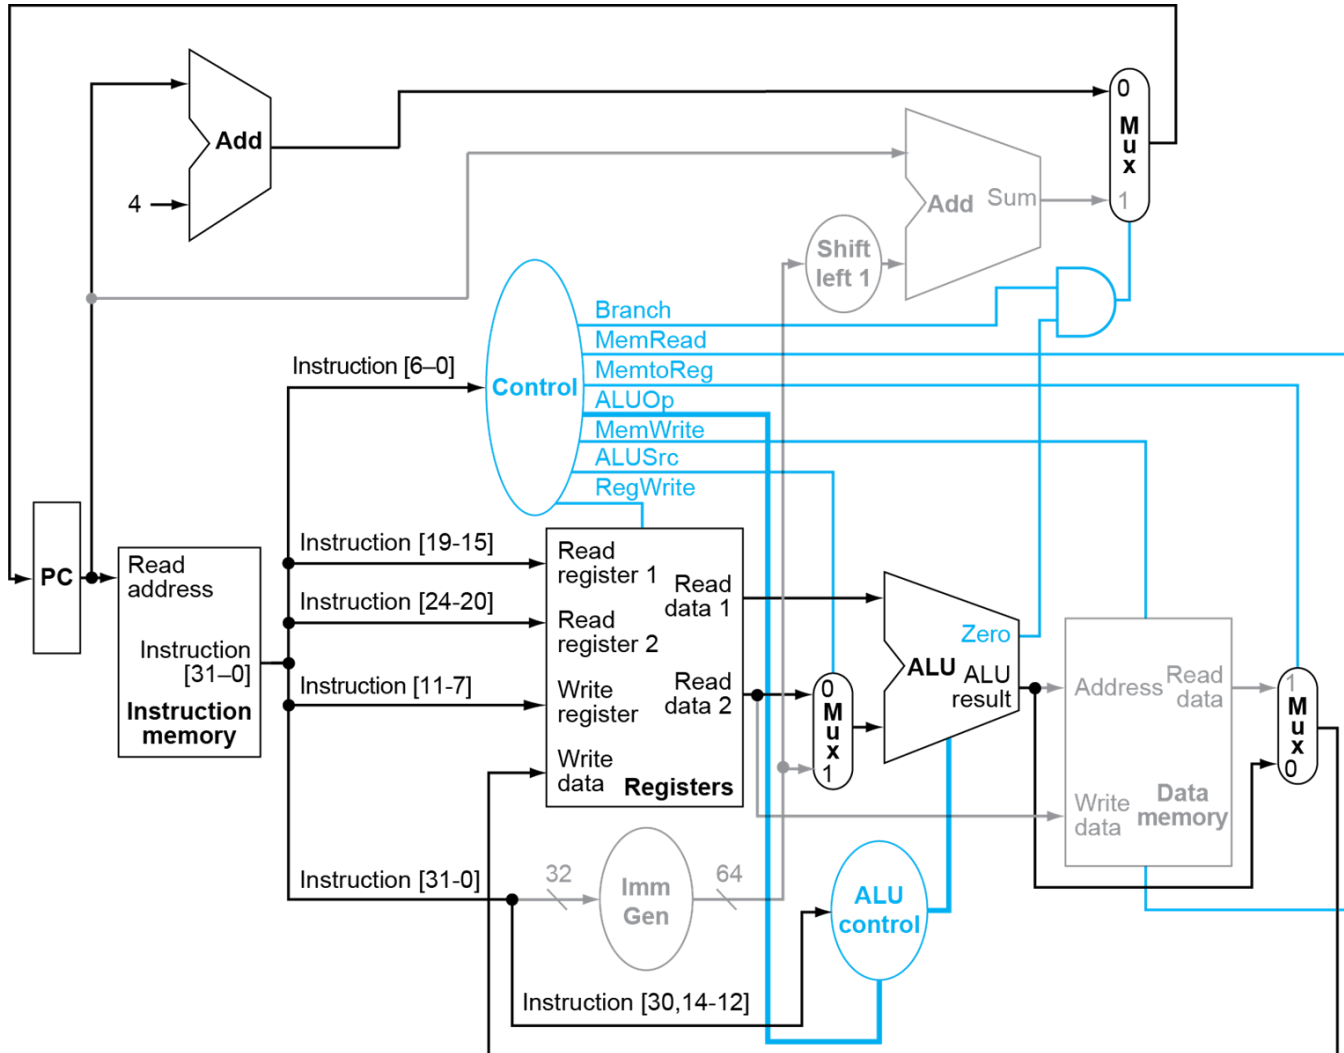 Add
4
0
M
u
x
1
Add Sum
Shift
left 1
Branch
MemRead
MemtoReg
ALUOp
MemWrite
ALUSrc
RegWrite
Instruction [6–0]
Control
PC
Read
address
Instruction
[31–0]
Instruction
memory
Instruction [19-15]
Instruction [24-20]
Instruction [11-7]
Instruction [31-0]
Read
register 1
Read
register 2
Write
register
Write
data
Read
data 1
Read
data 2
Registers
0
M
u
x
1
Zero
ALU
ALU
result
Address
Read
data
Write
data
Data
memory
1
M
u
x
0
32
Imm
Gen
64
ALU
control
Instruction [30,14-12]